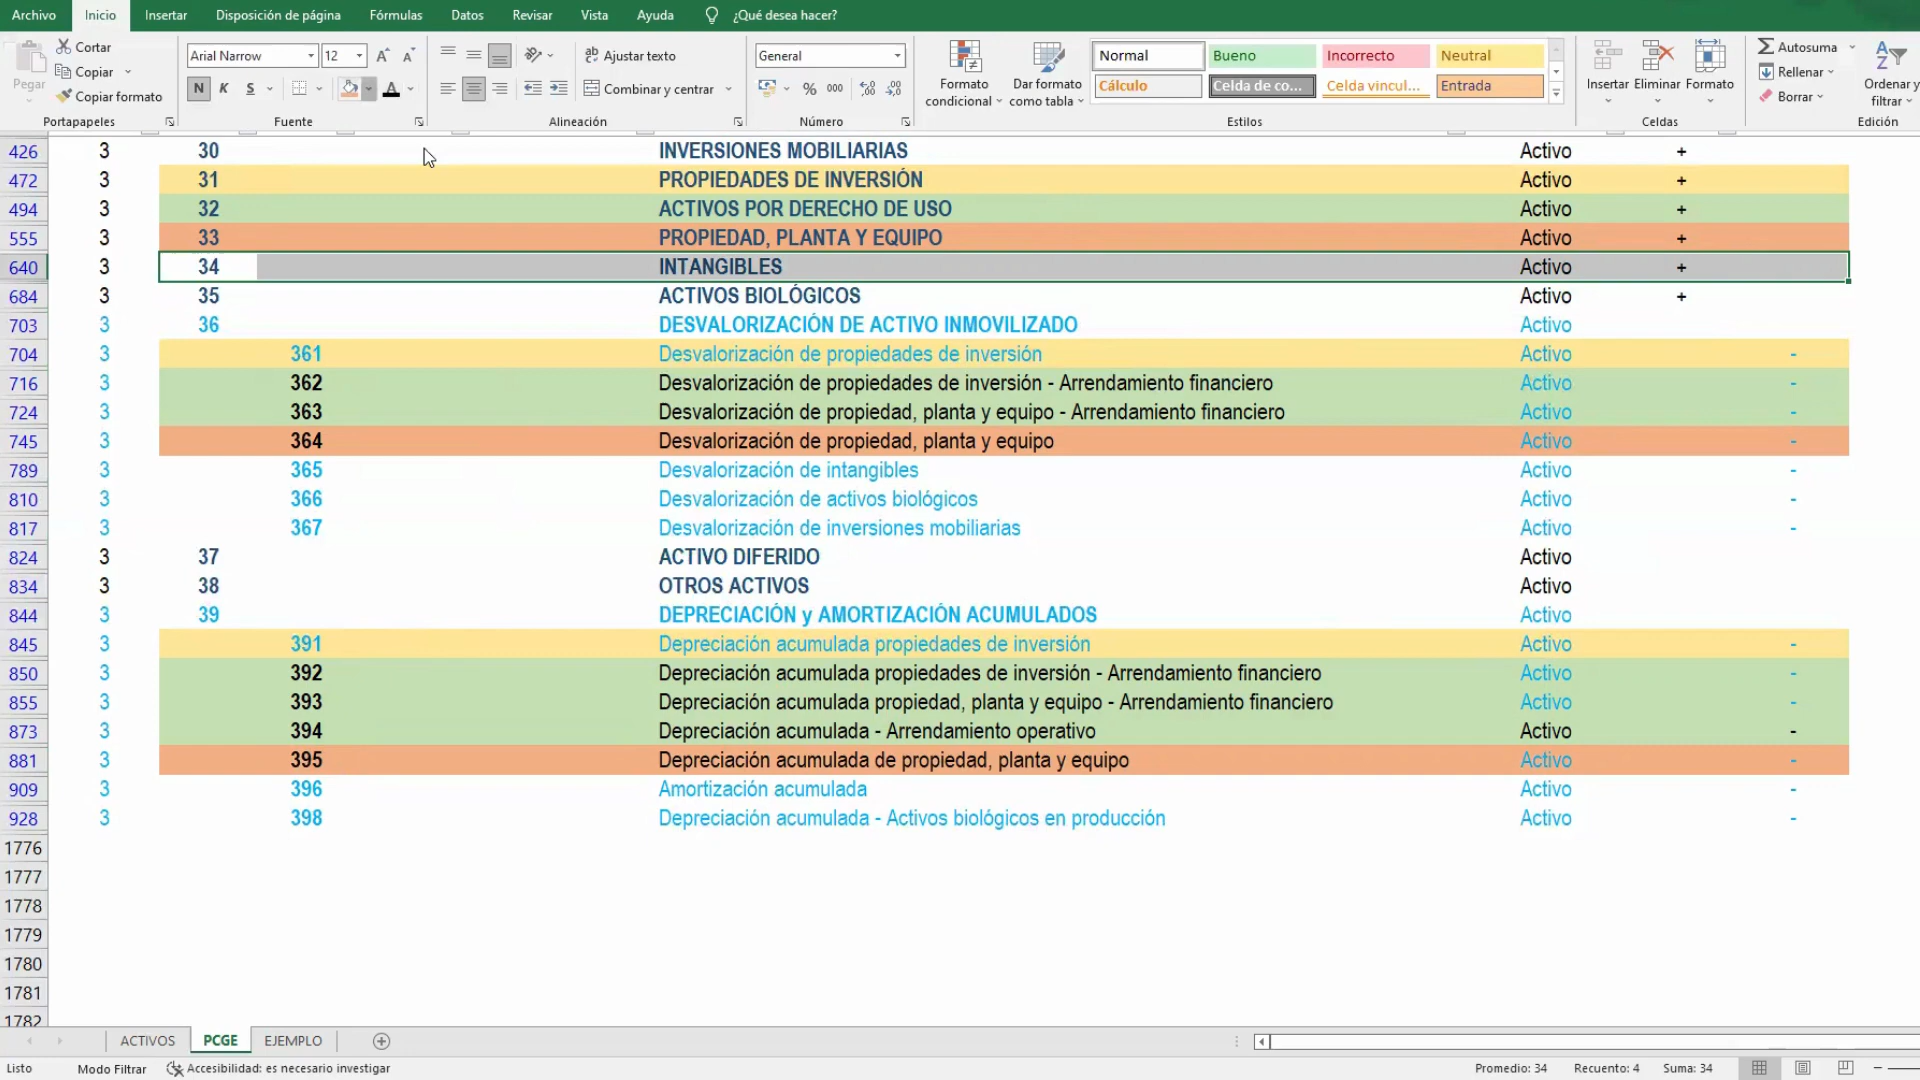 Archivo Inicio Insertar Disposición de página Fórmulas Datos Revisar Vista Ayuda ¿Qué desea hacer?
Pegar Cortar Copiar Copiar formato
Arial Narrow 12 N K S
Ajustar texto Combinar y centrar
General % 000
Formato condicional Dar formato como tabla
Normal Bueno Incorrecto Neutral
Cálculo Celda de co... Celda vincul... Entrada
Insertar Eliminar Formato
Autosuma Rellenar Borrar Ordenar y filtrar
Portapapeles Fuente Alineación Número Estilos Celdas Edición
426 3 30 INVERSIONES MOBILIARIAS Activo +
472 3 31 PROPIEDADES DE INVERSIÓN Activo +
494 3 32 ACTIVOS POR DERECHO DE USO Activo +
555 3 33 PROPIEDAD, PLANTA Y EQUIPO Activo +
640 3 34 INTANGIBLES Activo +
684 3 35 ACTIVOS BIOLÓGICOS Activo +
703 3 36 DESVALORIZACIÓN DE ACTIVO INMOVILIZADO Activo
704 3 361 Desvalorización de propiedades de inversión Activo -
716 3 362 Desvalorización de propiedades de inversión - Arrendamiento financiero Activo -
724 3 363 Desvalorización de propiedad, planta y equipo - Arrendamiento financiero Activo -
745 3 364 Desvalorización de propiedad, planta y equipo Activo -
789 3 365 Desvalorización de intangibles Activo -
810 3 366 Desvalorización de activos biológicos Activo -
817 3 367 Desvalorización de inversiones mobiliarias Activo -
824 3 37 ACTIVO DIFERIDO Activo
834 3 38 OTROS ACTIVOS Activo
844 3 39 DEPRECIACIÓN y AMORTIZACIÓN ACUMULADOS Activo
845 3 391 Depreciación acumulada propiedades de inversión Activo -
850 3 392 Depreciación acumulada propiedades de inversión - Arrendamiento financiero Activo -
855 3 393 Depreciación acumulada propiedad, planta y equipo - Arrendamiento financiero Activo -
873 3 394 Depreciación acumulada - Arrendamiento operativo Activo -
881 3 395 Depreciación acumulada de propiedad, planta y equipo Activo -
909 3 396 Amortización acumulada Activo -
928 3 398 Depreciación acumulada - Activos biológicos en producción Activo -
1776
1777
1778
1779
1780
1781
1782
ACTIVOS PCGE EJEMPLO
Listo Modo Filtrar Accesibilidad: es necesario investigar Promedio: 34 Recuento: 4 Suma: 34